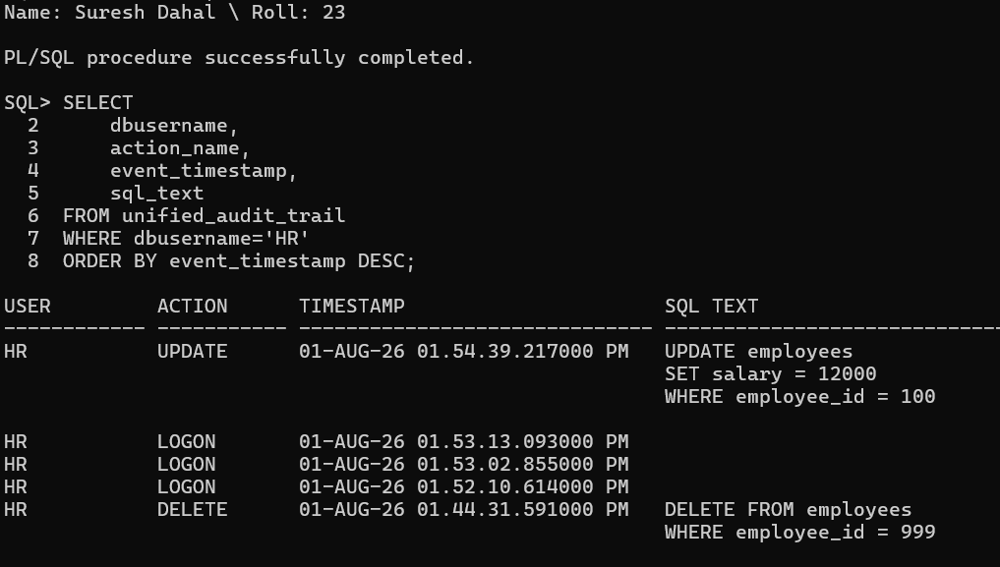 Name: Suresh Dahal \ Roll: 23
PL/SQL procedure successfully completed.
SQL> SELECT
  2      dbusername,
  3      action_name,
  4      event_timestamp,
  5      sql_text
  6  FROM unified_audit_trail
  7  WHERE dbusername='HR'
  8  ORDER BY event_timestamp DESC;
USER         ACTION      TIMESTAMP                      SQL TEXT
------------ ----------- ------------------------------ -----------------------------
HR           UPDATE      01-AUG-26 01.54.39.217000 PM   UPDATE employees
                                                        SET salary = 12000
                                                        WHERE employee_id = 100
HR           LOGON       01-AUG-26 01.53.13.093000 PM
HR           LOGON       01-AUG-26 01.53.02.855000 PM
HR           LOGON       01-AUG-26 01.52.10.614000 PM
HR           DELETE      01-AUG-26 01.44.31.591000 PM   DELETE FROM employees
                                                        WHERE employee_id = 999